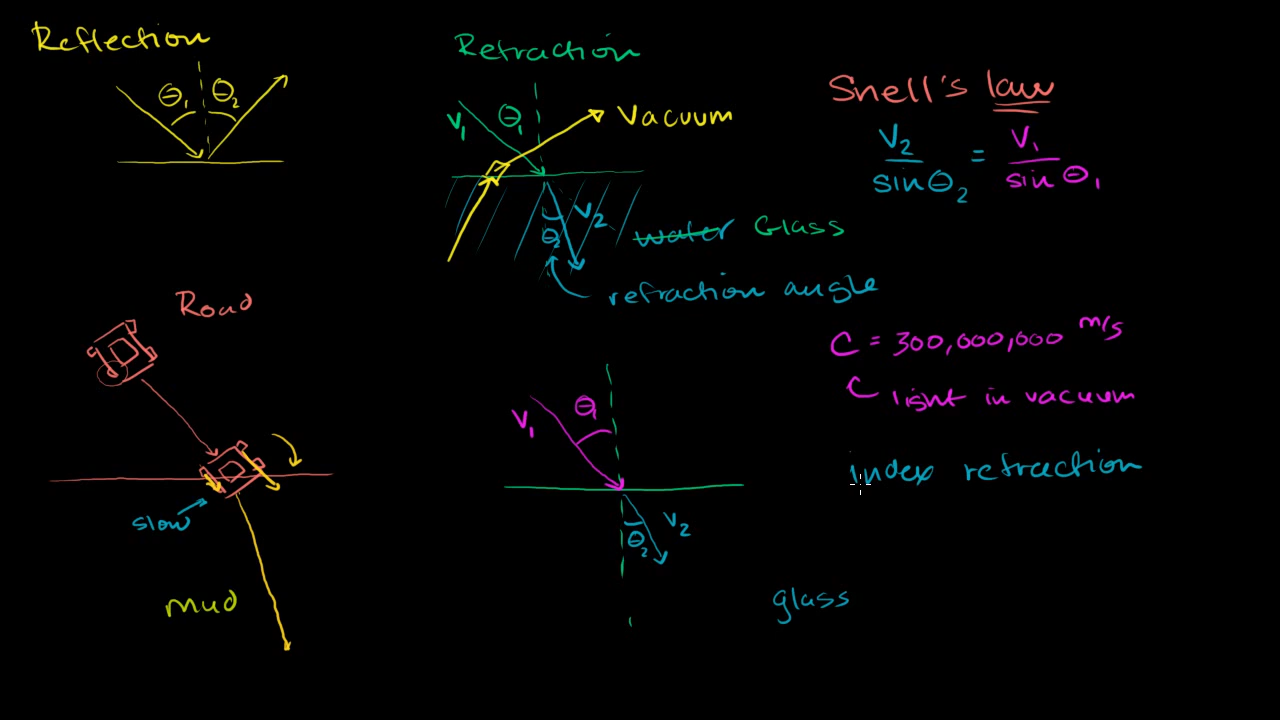 Reflection
θ₁ θ₂
Refraction
V₁ θ₁ Vacuum
V₂
θ₂
water Glass
refraction angle
Snell's law
V₂/sin θ₂ = V₁/sin θ₁
Road
slow
mud
C = 300,000,000 m/s
C light in vacuum
index refraction
V₁ θ₁
θ₂ V₂
glass